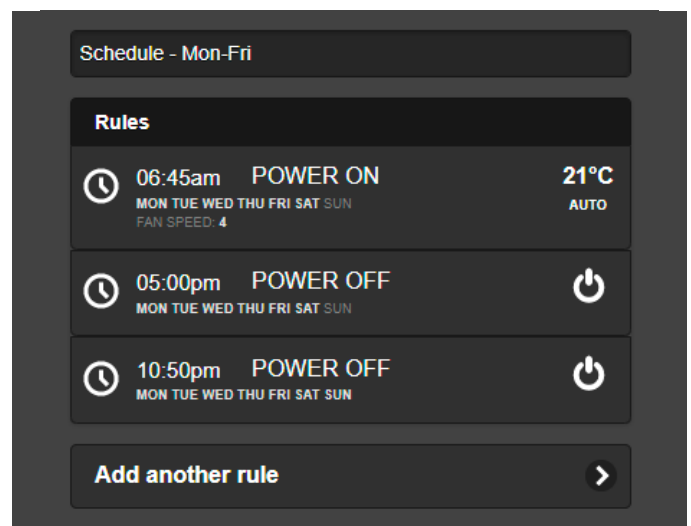 Schedule - Mon-Fri
Rules
06:45am POWER ON 21°C
MON TUE WED THU FRI SAT SUN AUTO
FAN SPEED: 4
05:00pm POWER OFF
MON TUE WED THU FRI SAT SUN
10:50pm POWER OFF
MON TUE WED THU FRI SAT SUN
Add another rule